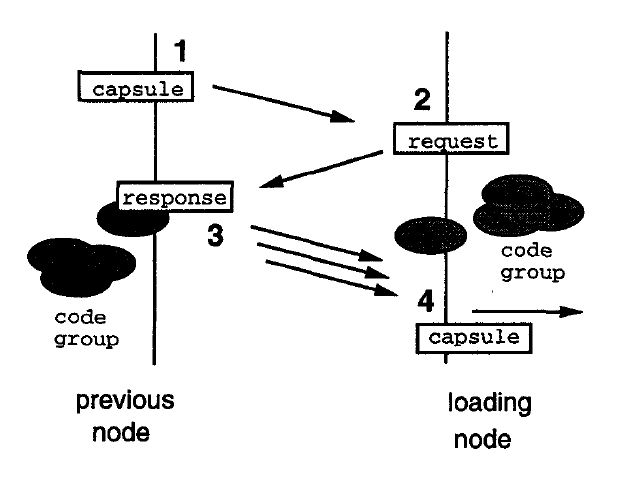 1
capsule
2
request
response
3
code
group
4
capsule
code
group
previous
node
loading
node